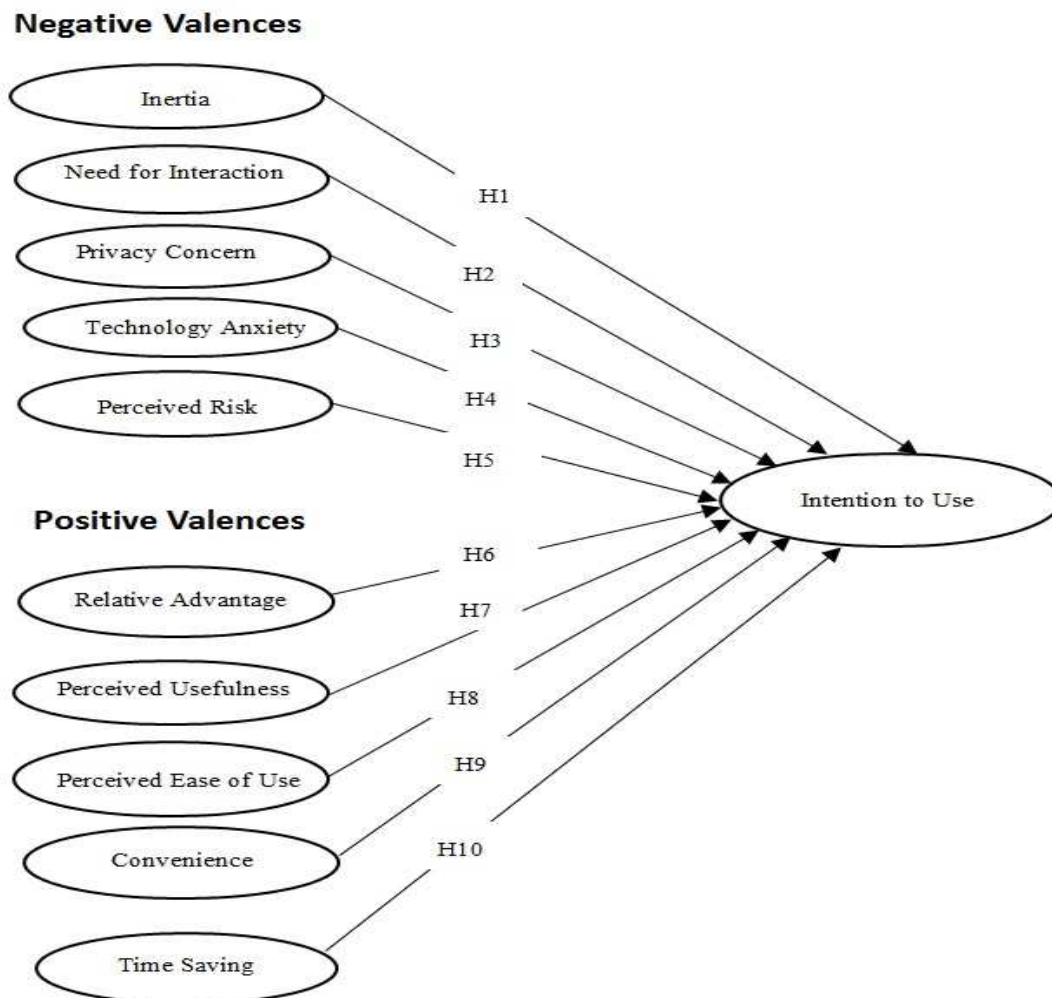 Negative Valences
Inertia
Need for Interaction
Privacy Concern
Technology Anxiety
Perceived Risk
H1
H2
H3
H4
H5
Intention to Use
Positive Valences
Relative Advantage
Perceived Usefulness
Perceived Ease of Use
Convenience
Time Saving
H6
H7
H8
H9
H10